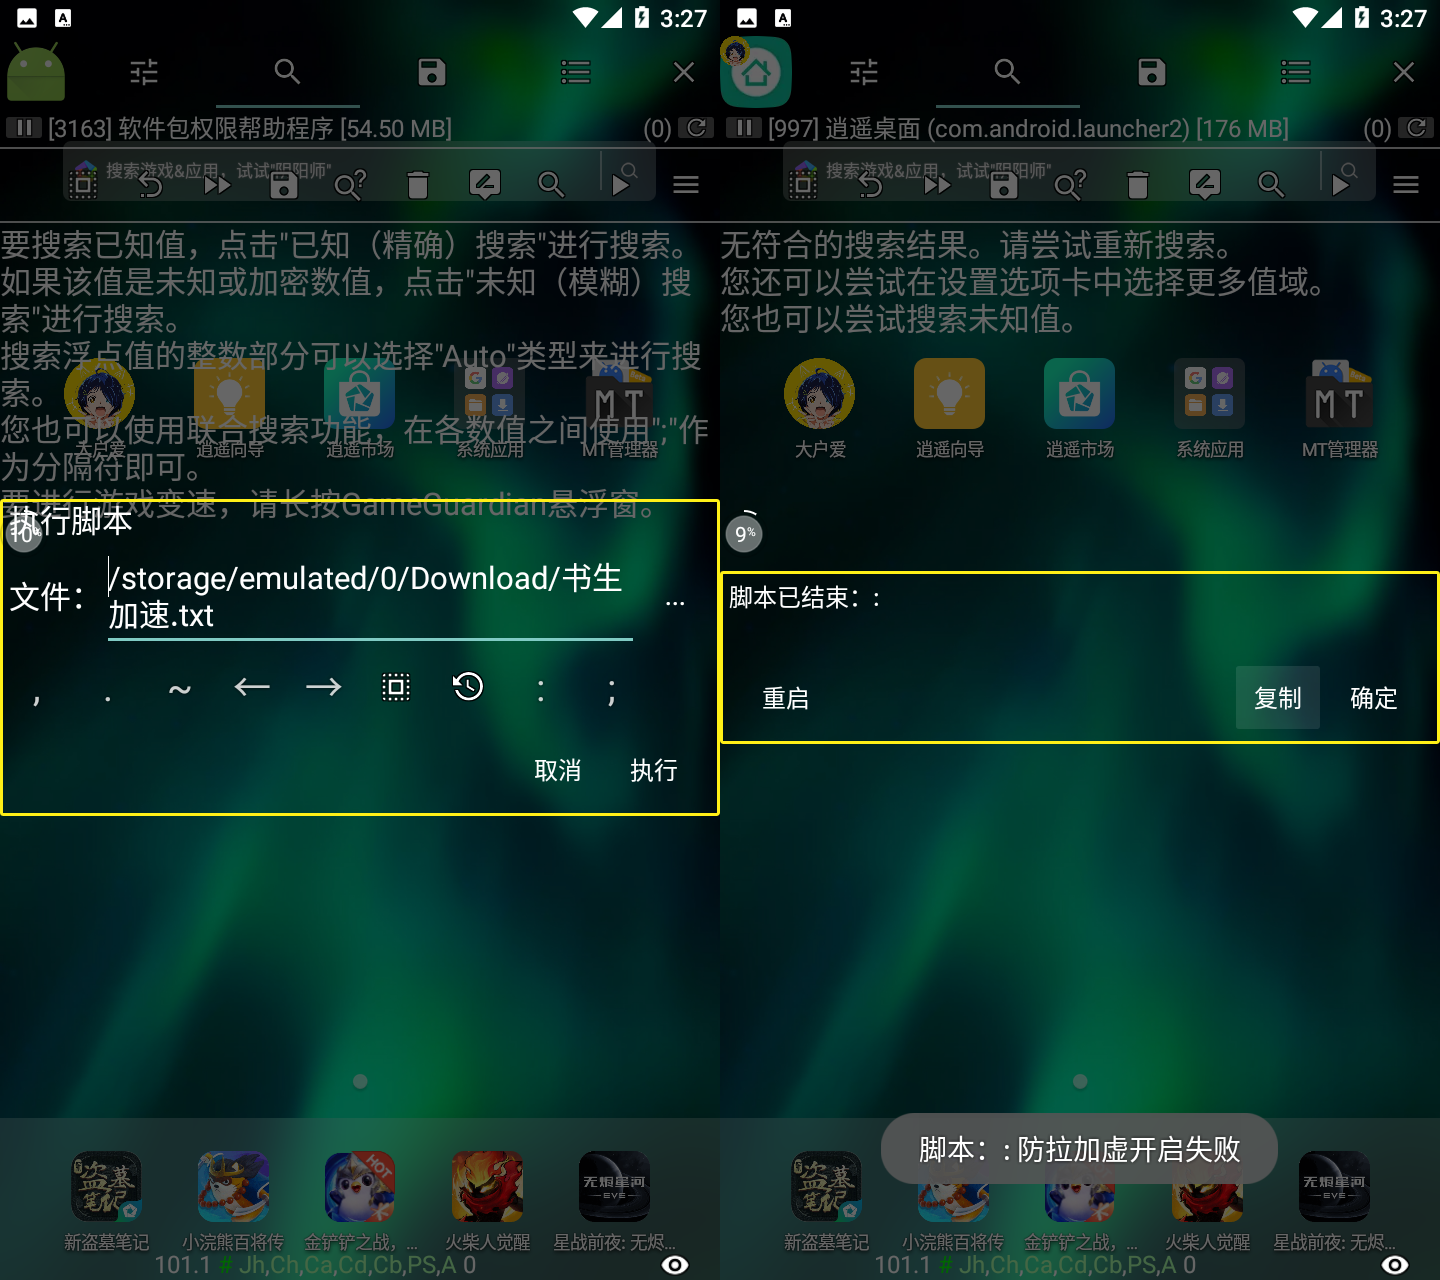 3:27
[3163] 软件包权限帮助程序 [54.50 MB]
(0)
搜索游戏&应用，试试"阴阳师"
要搜索已知值，点击"已知（精确）搜索"进行搜索。
如果该值是未知或加密数值，点击"未知（模糊）搜
索"进行搜索。
搜索浮点值的整数部分可以选择"Auto"类型来进行搜
索。
您也可以使用联合搜索功能，在各数值之间使用";"作
为分隔符即可。
要进行游戏变速，请长按GameGuardian悬浮窗。
大户爱
逍遥向导
逍遥市场
系统应用
MT管理器
执行脚本
10%
文件：
/storage/emulated/0/Download/书生
加速.txt
...
, . ~ ← → : ;
取消
执行
新盗墓笔记
小浣熊百将传
金铲铲之战，...
火柴人觉醒
星战前夜: 无烬...
101.1 # Jh,Ch,Ca,Cd,Cb,PS,A 0
3:27
[997] 逍遥桌面 (com.android.launcher2) [176 MB]
(0)
搜索游戏&应用，试试"阴阳师"
无符合的搜索结果。请尝试重新搜索。
您还可以尝试在设置选项卡中选择更多值域。
您也可以尝试搜索未知值。
大户爱
逍遥向导
逍遥市场
系统应用
MT管理器
9%
脚本已结束：:
重启
复制
确定
脚本：: 防拉加虚开启失败
新盗墓笔记
小浣熊百将传
金铲铲之战，...
火柴人觉醒
星战前夜: 无烬...
101.1 # Jh,Ch,Ca,Cd,Cb,PS,A 0